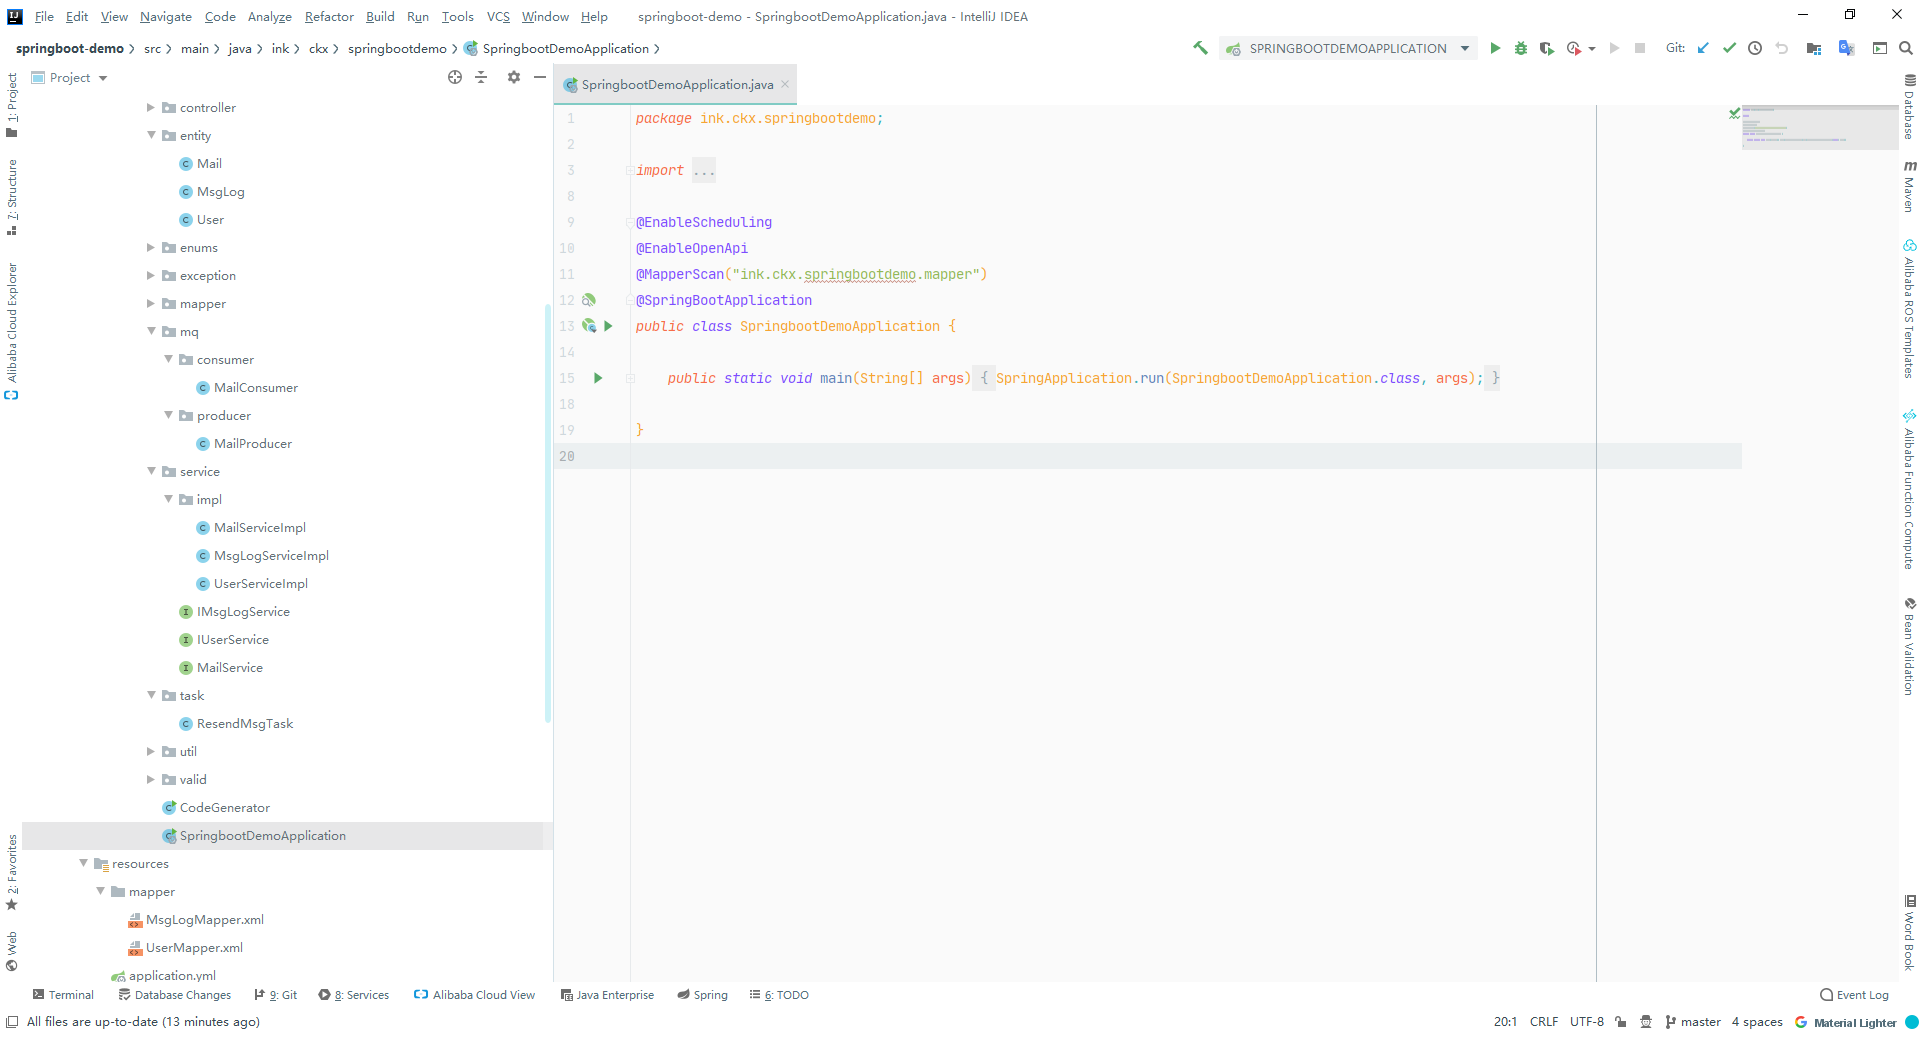 File Edit View Navigate Code Analyze Refactor Build Run Tools VCS Window Help springboot-demo - SpringbootDemoApplication.java - IntelliJ IDEA
springboot-demo src main java ink ckx springbootdemo SpringbootDemoApplication SPRINGBOOTDEMOAPPLICATION Git:
Project
SpringbootDemoApplication.java
1: Project
7: Structure
Alibaba Cloud Explorer
2: Favorites
Web
controller
entity
Mail
MsgLog
User
enums
exception
mapper
mq
consumer
MailConsumer
producer
MailProducer
service
impl
MailServiceImpl
MsgLogServiceImpl
UserServiceImpl
IMsgLogService
IUserService
MailService
task
ResendMsgTask
util
valid
CodeGenerator
SpringbootDemoApplication
resources
mapper
MsgLogMapper.xml
UserMapper.xml
application.yml
1 package ink.ckx.springbootdemo;
2
3 import ...
8
9 @EnableScheduling
10 @EnableOpenApi
11 @MapperScan("ink.ckx.springbootdemo.mapper")
12 @SpringBootApplication
13 public class SpringbootDemoApplication {
14
15 public static void main(String[] args) { SpringApplication.run(SpringbootDemoApplication.class, args); }
18
19 }
20
Database
m Maven
Alibaba ROS Templates
Alibaba Function Compute
Bean Validation
Word Book
Terminal Database Changes 9: Git 8: Services Alibaba Cloud View Java Enterprise Spring 6: TODO Event Log
All files are up-to-date (13 minutes ago) 20:1 CRLF UTF-8 master 4 spaces Material Lighter